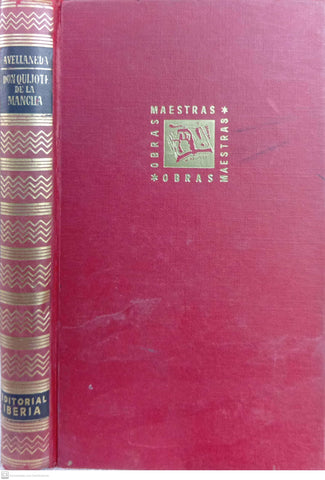 AVELLANEDA
DON QUIJOTE
DE LA
MANCHA
EDITORIAL
IBERIA
MAESTRAS *
OBRAS
MAESTRAS
* OBRAS